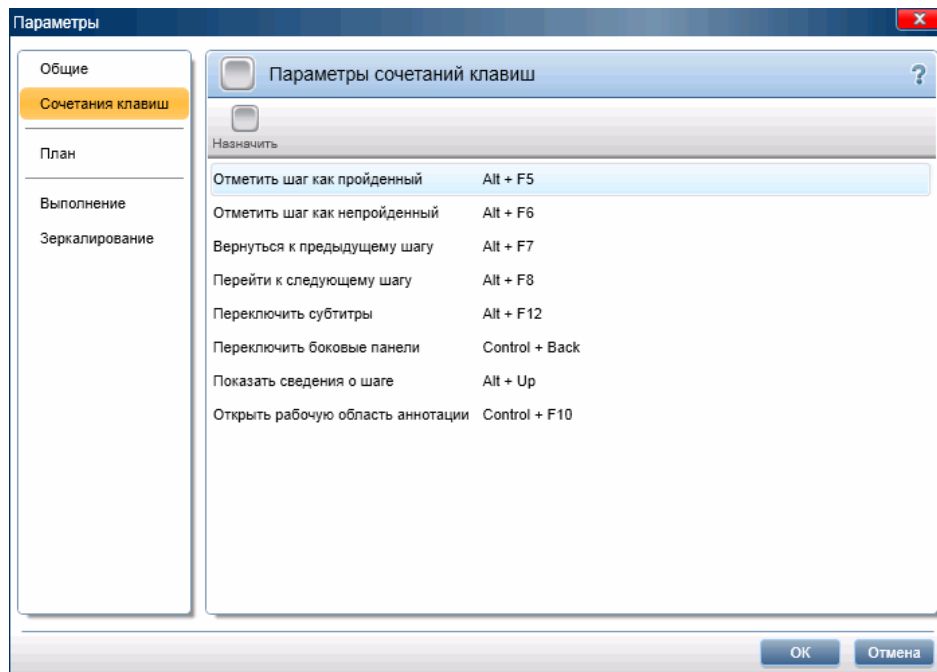 Параметры
Общие
Сочетания клавиш
План
Выполнение
Зеркалирование
Параметры сочетаний клавиш
?
Назначить
Отметить шаг как пройденный Alt + F5
Отметить шаг как непройденный Alt + F6
Вернуться к предыдущему шагу Alt + F7
Перейти к следующему шагу Alt + F8
Переключить субтитры Alt + F12
Переключить боковые панели Control + Back
Показать сведения о шаге Alt + Up
Открыть рабочую область аннотации Control + F10
ОК Отмена